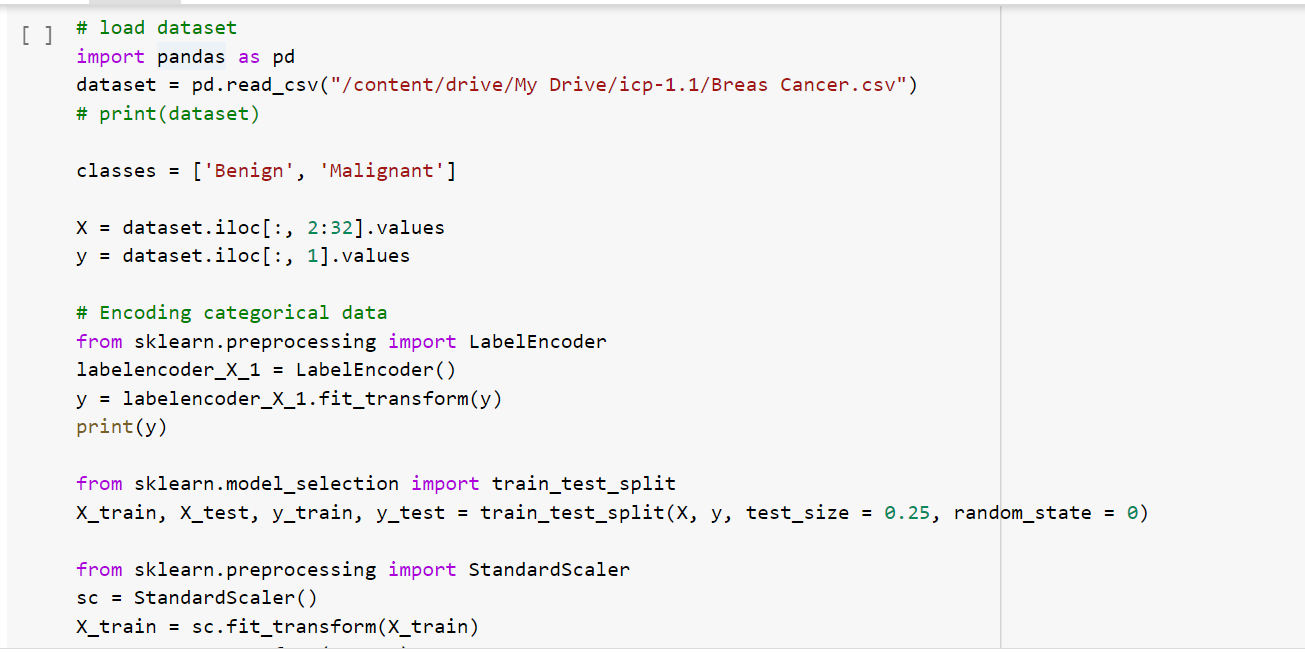 [ ]
# load dataset
import pandas as pd
dataset = pd.read_csv("/content/drive/My Drive/icp-1.1/Breas Cancer.csv")
# print(dataset)
classes = ['Benign', 'Malignant']
X = dataset.iloc[:, 2:32].values
y = dataset.iloc[:, 1].values
# Encoding categorical data
from sklearn.preprocessing import LabelEncoder
labelencoder_X_1 = LabelEncoder()
y = labelencoder_X_1.fit_transform(y)
print(y)
from sklearn.model_selection import train_test_split
X_train, X_test, y_train, y_test = train_test_split(X, y, test_size = 0.25, random_state = 0)
from sklearn.preprocessing import StandardScaler
sc = StandardScaler()
X_train = sc.fit_transform(X_train)